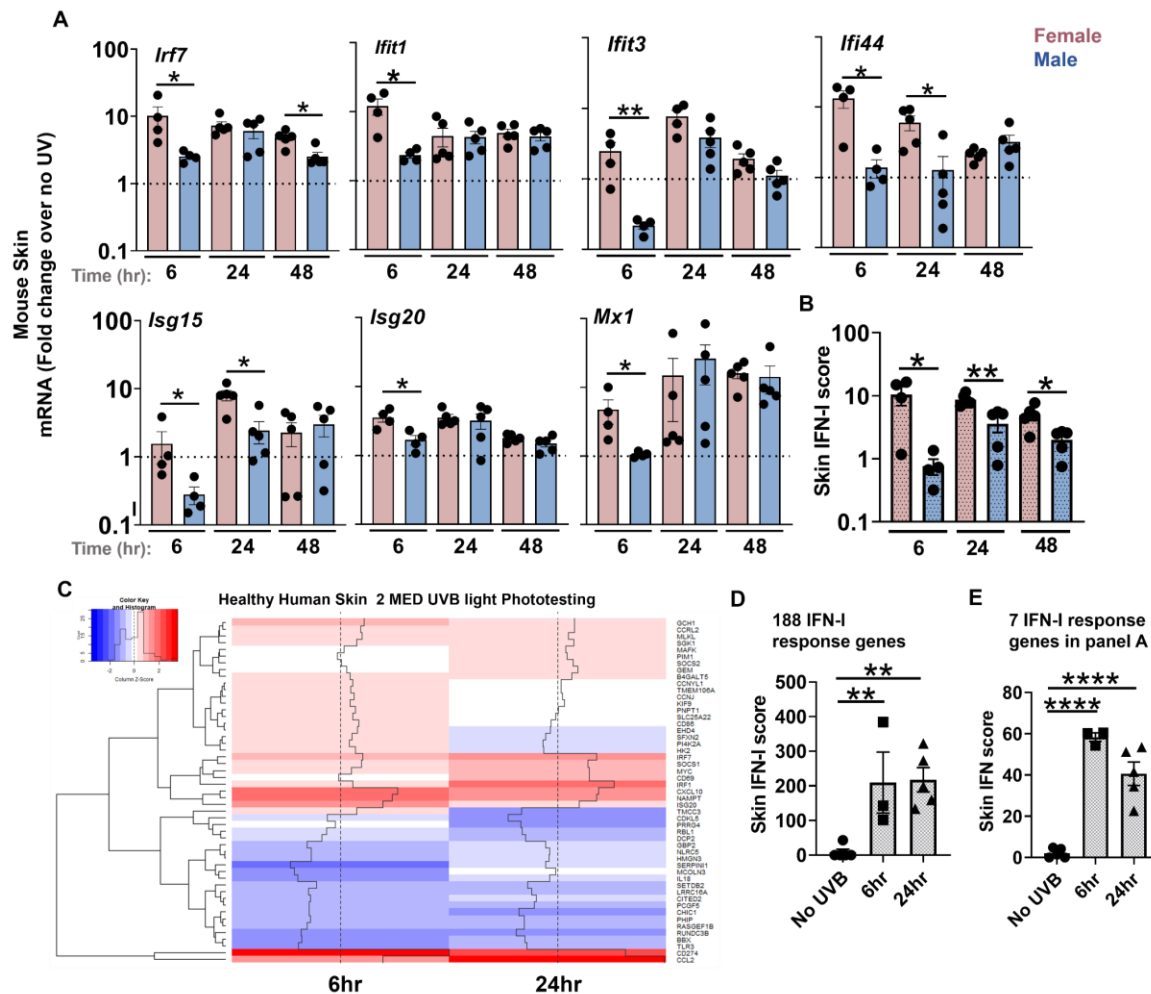 A
Female
Male
Mouse Skin
mRNA (Fold change over no UV)
Irf7
Ifit1
Ifit3
Ifi44
100
10
1
0.1
*
*
*
**
*
*
Time (hr):
6
24
48
6
24
48
6
24
48
6
24
48
Isg15
Isg20
Mx1
100
10
1
0.1
*
*
*
*
Time (hr):
6
24
48
6
24
48
6
24
48
B
Skin IFN-I score
100
10
1
0.1
*
**
*
6
24
48
C
Healthy Human Skin 2 MED UVB light Phototesting
Color Key
and Histogram
Column Z-Score
-2
0
2
GCH1
CCRL2
MLKL
SGK1
MAFK
PIM1
SOCS2
GEM
B4GALT5
CCNYL1
TMEM106A
CCNJ
KIF9
PNPT1
SLC25A22
CD86
EHD4
SFXN2
PI4K2A
HK2
IRF7
SOCS1
MYC
CD69
IRF1
CXCL10
NAMPT
ISG20
TMCC3
CDKL5
PRRG4
RBL1
DCP2
GBP2
NLRC5
HMGN3
SERPINI1
MCOLN3
IL18
SETDB2
LRRC16A
CITED2
PCGF5
CHIC1
PHIP
RASGEF1B
RUNDC3B
BBX
TLR3
CD274
CCL2
6hr
24hr
D
188 IFN-I
response genes
Skin IFN-I score
500
400
300
200
100
0
**
**
No UVB
6hr
24hr
E
7 IFN-I response
genes in panel A
Skin IFN score
80
60
40
20
0
****
****
No UVB
6hr
24hr